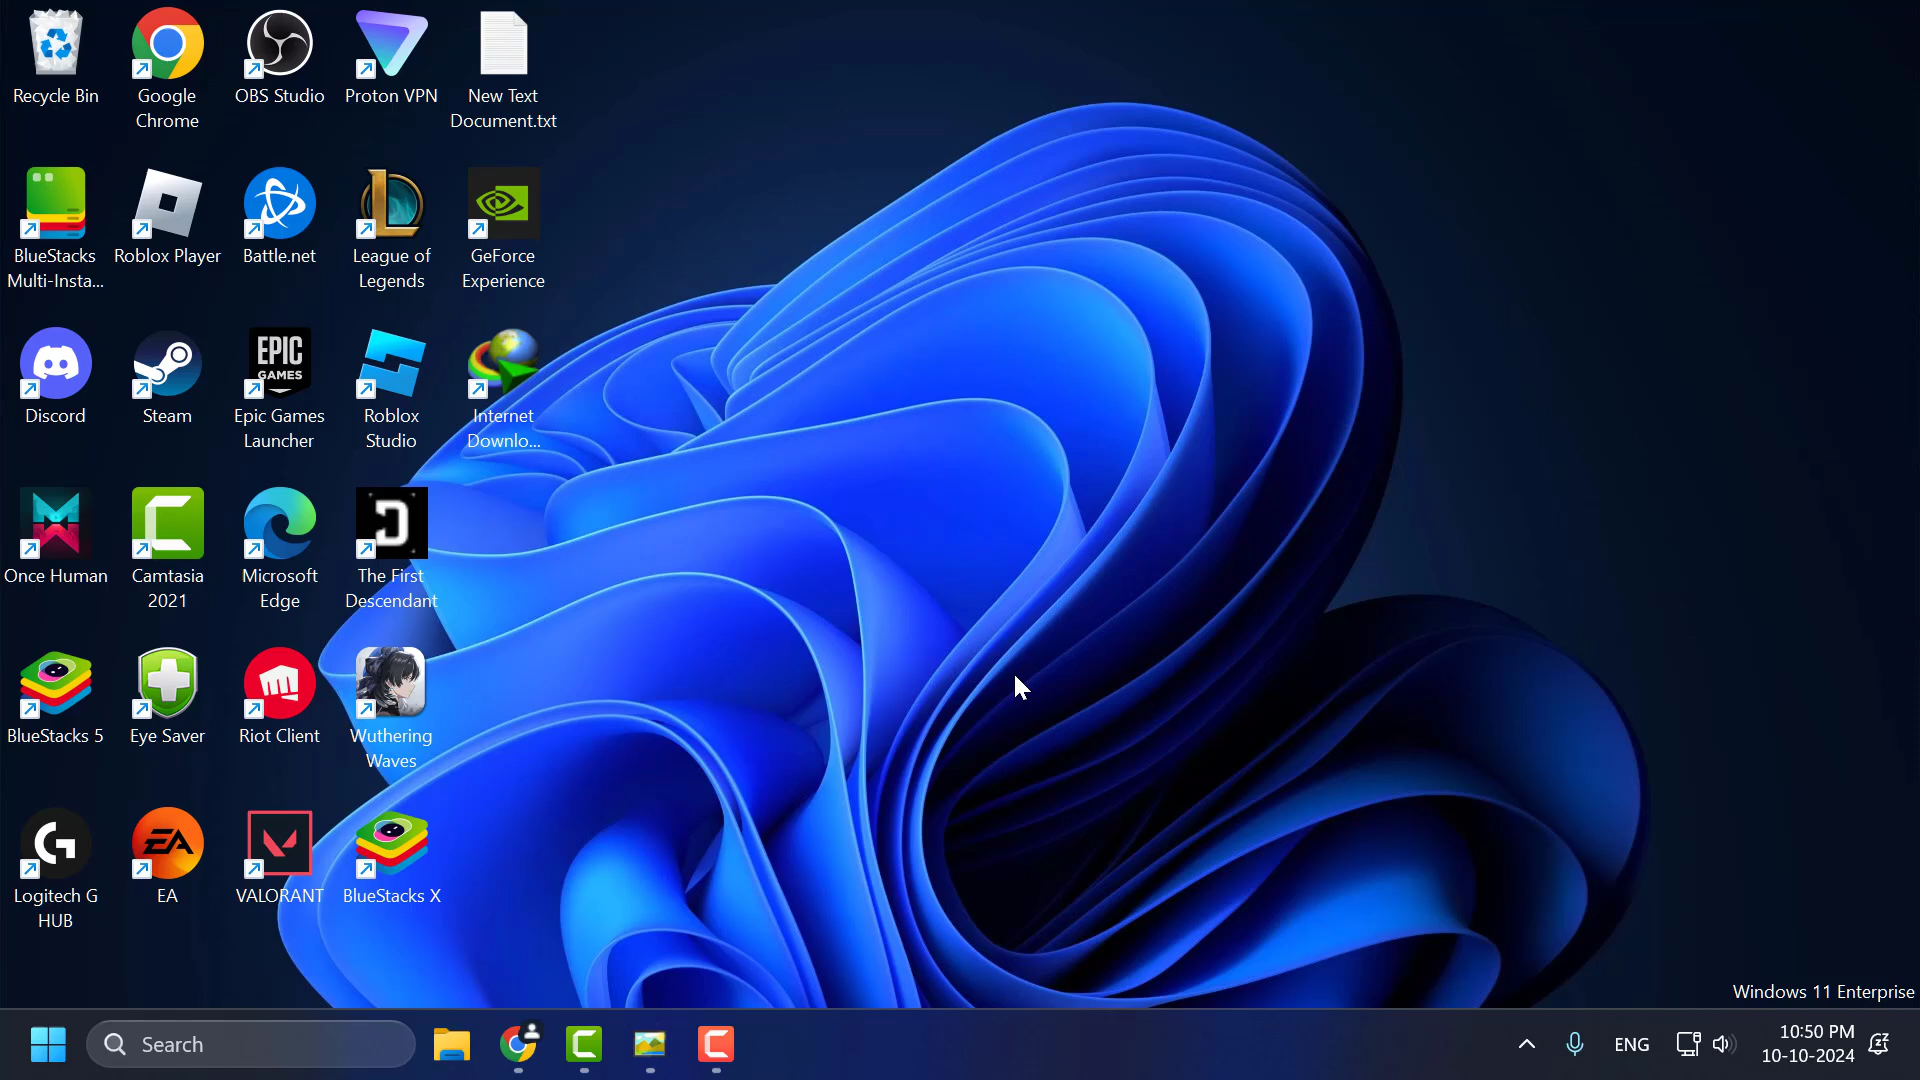 Recycle Bin
Google
Chrome
OBS Studio
Proton VPN
New Text
Document.txt
BlueStacks
Multi-Insta...
Roblox Player
Battle.net
League of
Legends
GeForce
Experience
Discord
Steam
EPIC
GAMES
Epic Games
Launcher
Roblox
Studio
Internet
Downlo...
Once Human
Camtasia
2021
Microsoft
Edge
The First
Descendant
BlueStacks 5
Eye Saver
Riot Client
Wuthering
Waves
Logitech G
HUB
EA
EA
VALORANT
BlueStacks X
Windows 11 Enterprise
Search
ENG
10:50 PM
10-10-2024